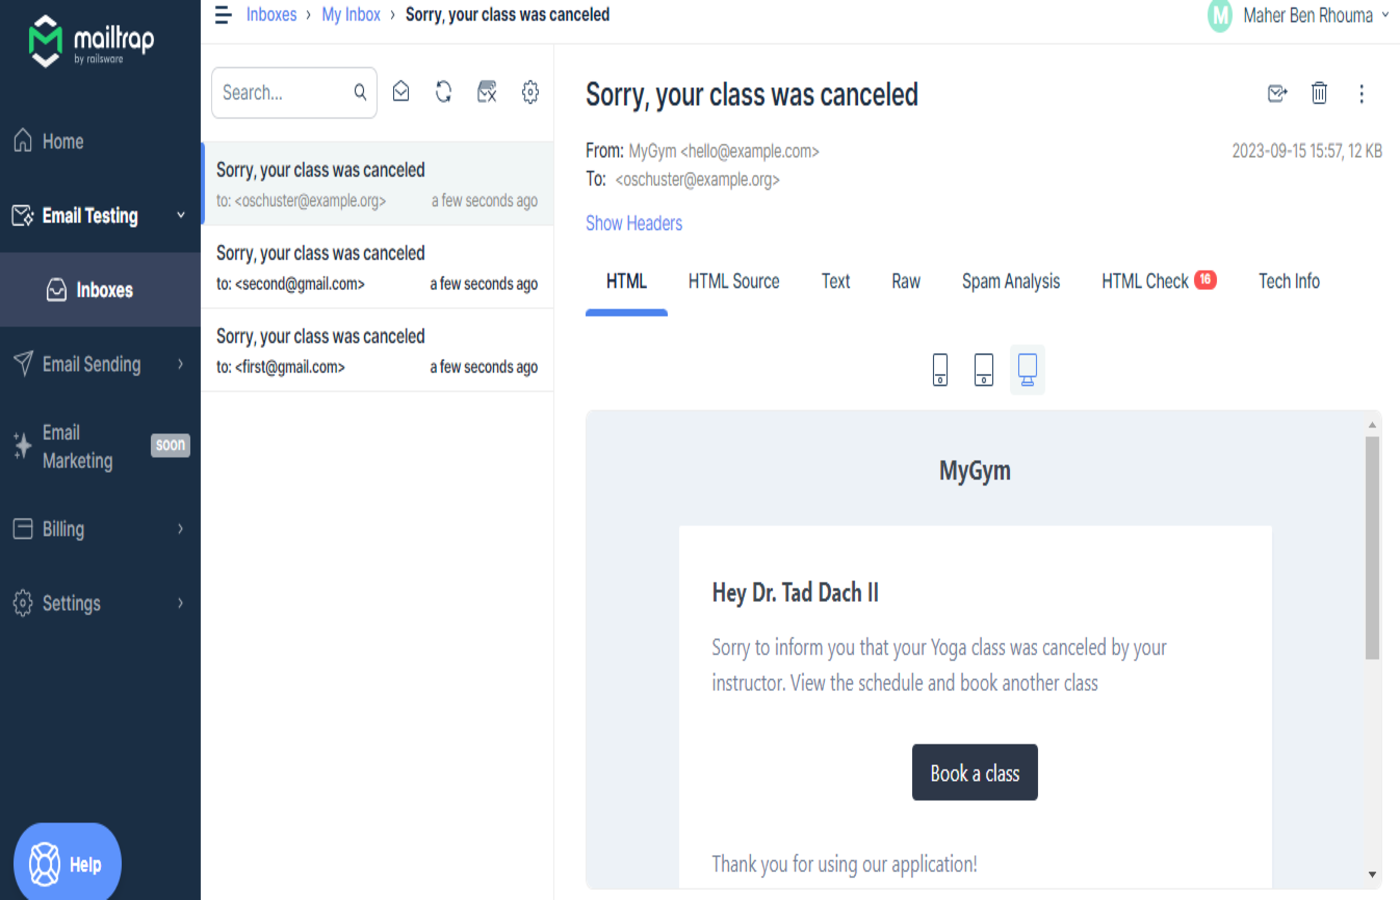 mailtrap
by railsware
Home
Email Testing
Inboxes
Email Sending
Email
Marketing
soon
Billing
Settings
Help
Inboxes › My Inbox › Sorry, your class was canceled
M Maher Ben Rhouma
Search...
Sorry, your class was canceled
to: <oschuster@example.org> a few seconds ago
Sorry, your class was canceled
to: <second@gmail.com> a few seconds ago
Sorry, your class was canceled
to: <first@gmail.com> a few seconds ago
Sorry, your class was canceled
From: MyGym <hello@example.com> 2023-09-15 15:57, 12 KB
To: <oschuster@example.org>
Show Headers
HTML HTML Source Text Raw Spam Analysis HTML Check 16 Tech Info
MyGym
Hey Dr. Tad Dach II
Sorry to inform you that your Yoga class was canceled by your
instructor. View the schedule and book another class
Book a class
Thank you for using our application!